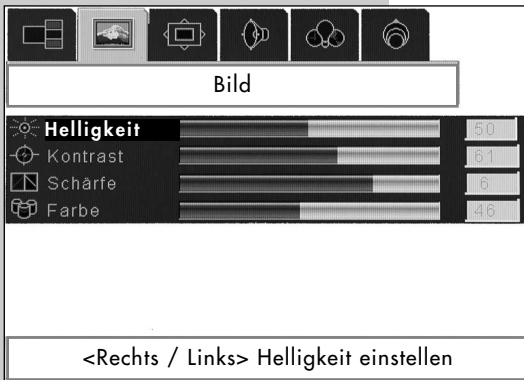 Bild
Helligkeit 50
Kontrast 61
Schärfe 6
Farbe 46
<Rechts / Links> Helligkeit einstellen